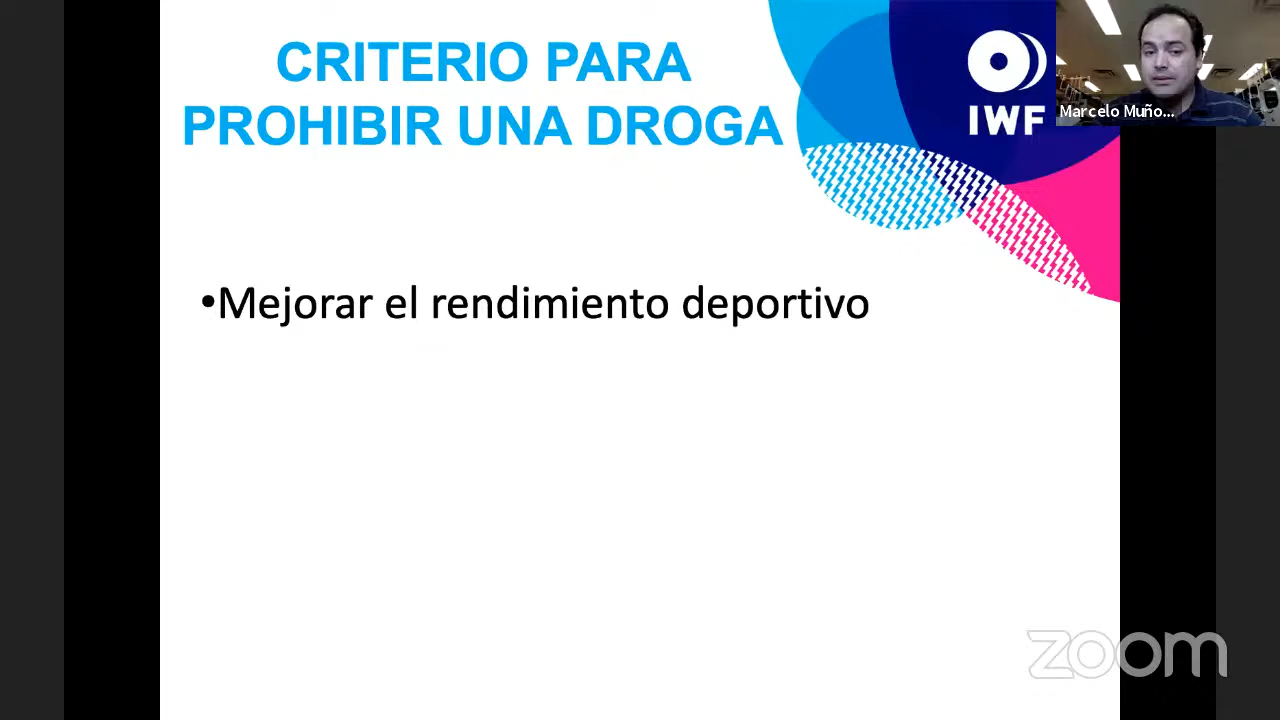 CRITERIO PARA
PROHIBIR UNA DROGA
IWF
Marcelo Muño...
•Mejorar el rendimiento deportivo
zoom